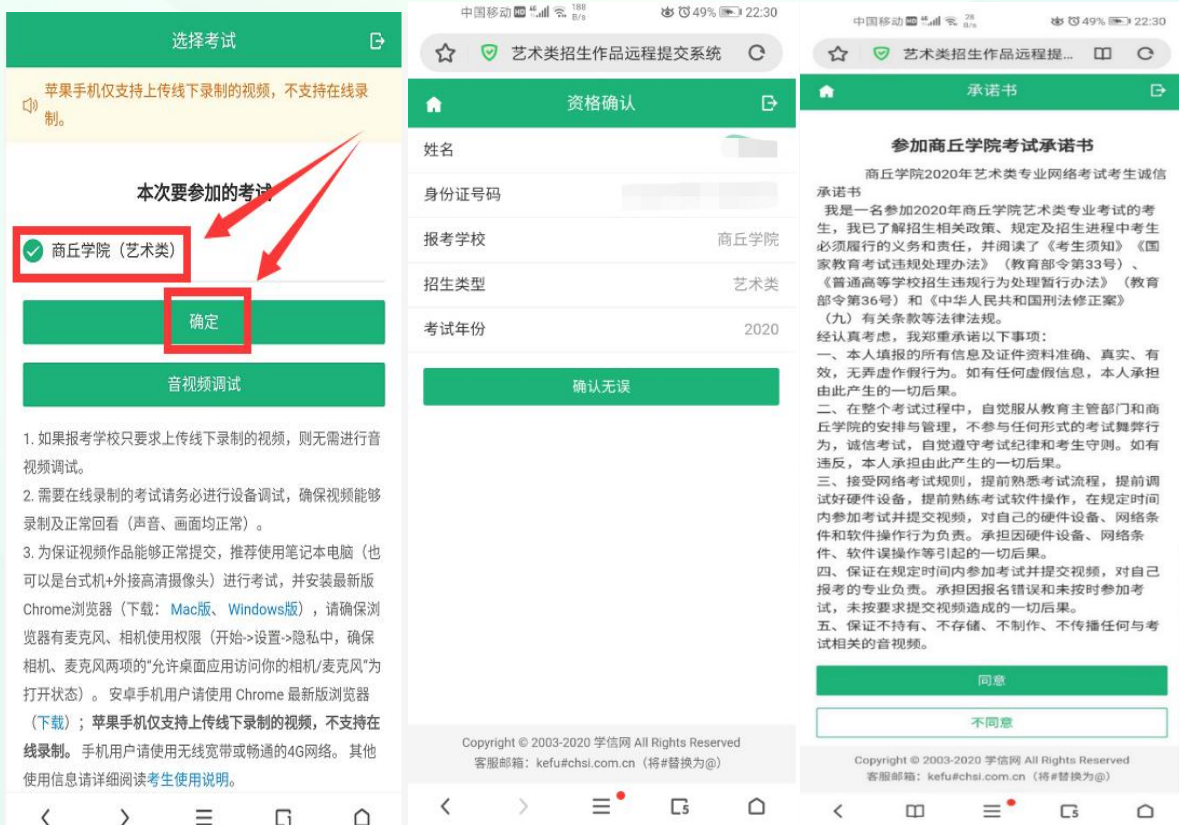 选择考试
苹果手机仅支持上传线下录制的视频，不支持在线录
制。
本次要参加的考试
商丘学院（艺术类）
确定
音视频调试
1. 如果报考学校只要求上传线下录制的视频，则无需进行音
视频调试。
2. 需要在线录制的考试请务必进行设备调试，确保视频能够
录制及正常回看（声音、画面均正常）。
3. 为保证视频作品能够正常提交，推荐使用笔记本电脑（也
可以是台式机+外接高清摄像头）进行考试，并安装最新版
Chrome浏览器（下载： Mac版、 Windows版），请确保浏
览器有麦克风、相机使用权限（开始->设置->隐私中，确保
相机、麦克风两项的“允许桌面应用访问你的相机/麦克风”为
打开状态）。 安卓手机用户请使用 Chrome 最新版浏览器
（下载）；苹果手机仅支持上传线下录制的视频，不支持在
线录制。 手机用户请使用无线宽带或畅通的4G网络。 其他
使用信息请详细阅读考生使用说明。
中国移动 HD 188 B/s 49% 22:30
艺术类招生作品远程提交系统
资格确认
姓名
身份证号码
报考学校 商丘学院
招生类型 艺术类
考试年份 2020
确认无误
Copyright © 2003-2020 学信网 All Rights Reserved
客服邮箱：kefu#chsi.com.cn（将#替换为@）
5
中国移动 HD 28 B/s 49% 22:30
艺术类招生作品远程提...
承诺书
参加商丘学院考试承诺书
商丘学院2020年艺术类专业网络考试考生诚信
承诺书
我是一名参加2020年商丘学院艺术类专业考试的考
生，我已了解招生相关政策、规定及招生进程中考生
必须履行的义务和责任，并阅读了《考生须知》《国
家教育考试违规处理办法》（教育部令第33号）、
《普通高等学校招生违规行为处理暂行办法》（教育
部令第36号）和《中华人民共和国刑法修正案》
（九）有关条款等法律法规。
经认真考虑，我郑重承诺以下事项：
一、本人填报的所有信息及证件资料准确、真实、有
效，无弄虚作假行为。如有任何虚假信息，本人承担
由此产生的一切后果。
二、在整个考试过程中，自觉服从教育主管部门和商
丘学院的安排与管理，不参与任何形式的考试舞弊行
为，诚信考试，自觉遵守考试纪律和考生守则。如有
违反，本人承担由此产生的一切后果。
三、接受网络考试规则，提前熟悉考试流程，提前调
试好硬件设备，提前熟练考试软件操作，在规定时间
内参加考试并提交视频，对自己的硬件设备、网络条
件和软件操作行为负责。承担因硬件设备、网络条
件、软件误操作等引起的一切后果。
四、保证在规定时间内参加考试并提交视频，对自己
报考的专业负责。承担因报名错误和未按时参加考
试，未按要求提交视频造成的一切后果。
五、保证不持有、不存储、不制作、不传播任何与考
试相关的音视频。
同意
不同意
Copyright © 2003-2020 学信网 All Rights Reserved
客服邮箱：kefu#chsi.com.cn（将#替换为@）
5